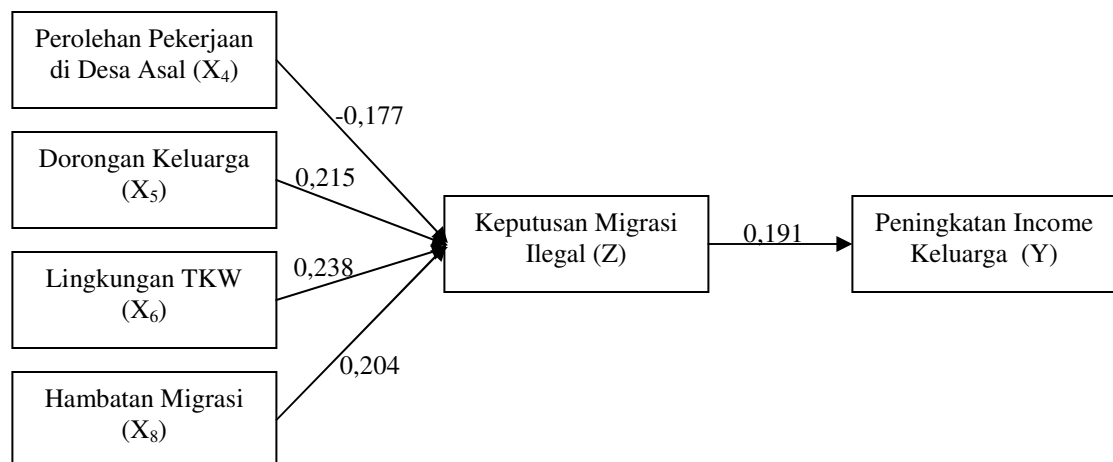 Perolehan Pekerjaan
di Desa Asal (X₄)
-0,177
Dorongan Keluarga
(X₅)
0,215
Lingkungan TKW
(X₆)
0,238
Hambatan Migrasi
(X₈)
0,204
Keputusan Migrasi
Ilegal (Z)
0,191
Peningkatan Income
Keluarga (Y)